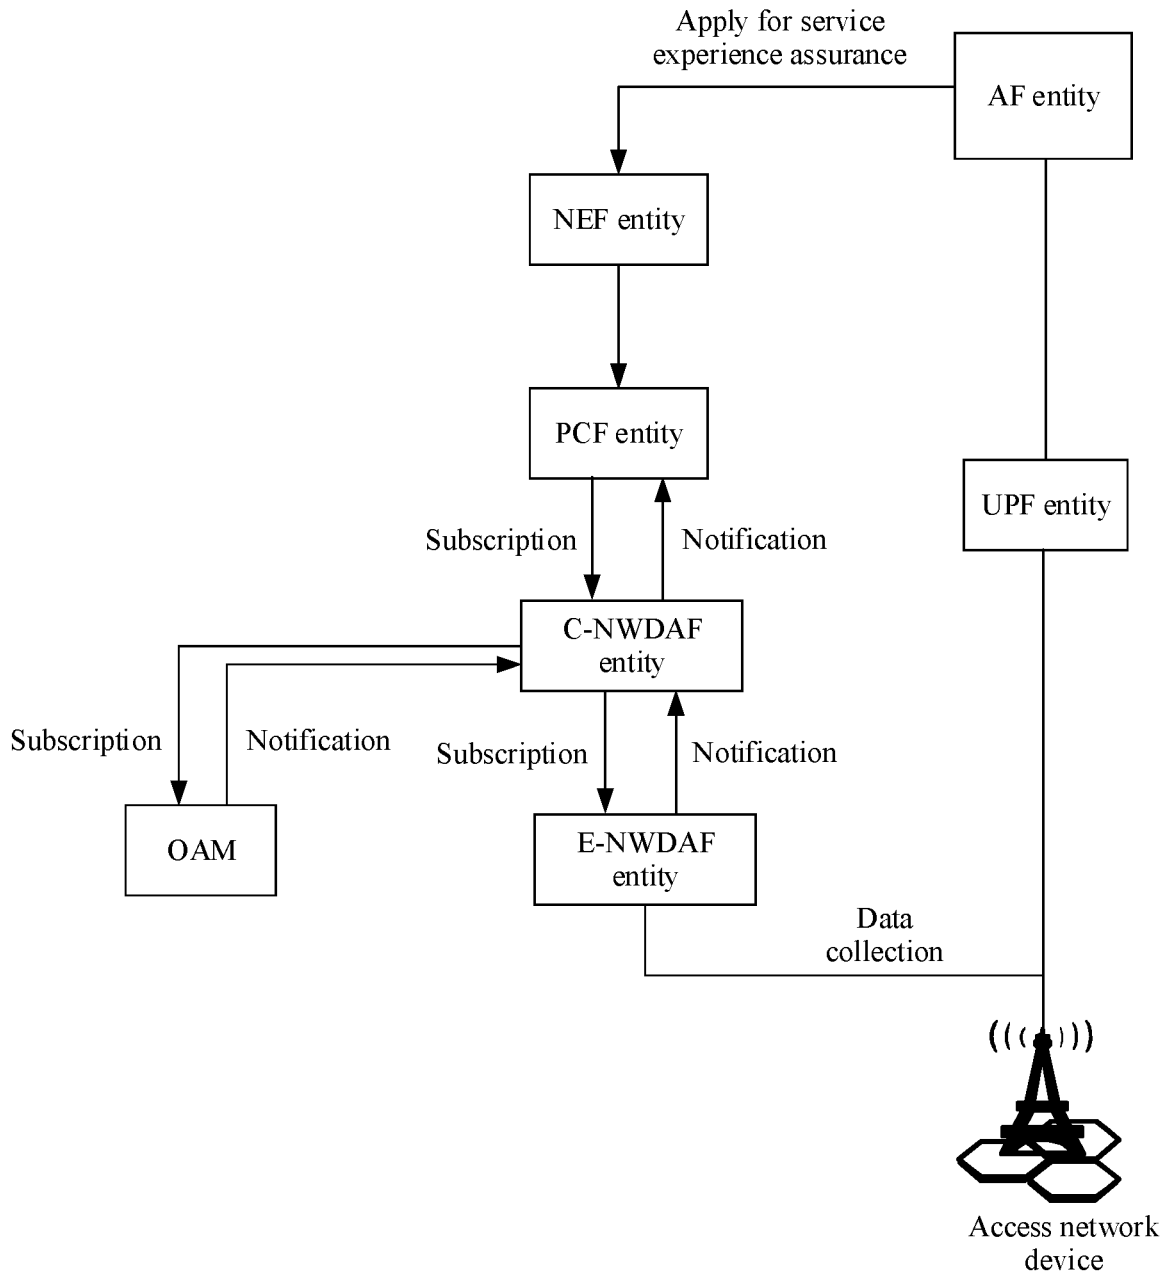 Apply for service
experience assurance
AF entity
NEF entity
PCF entity
UPF entity
Subscription
Notification
C-NWDAF
entity
Subscription
Notification
Subscription
Notification
OAM
E-NWDAF
entity
Data
collection
Access network
device